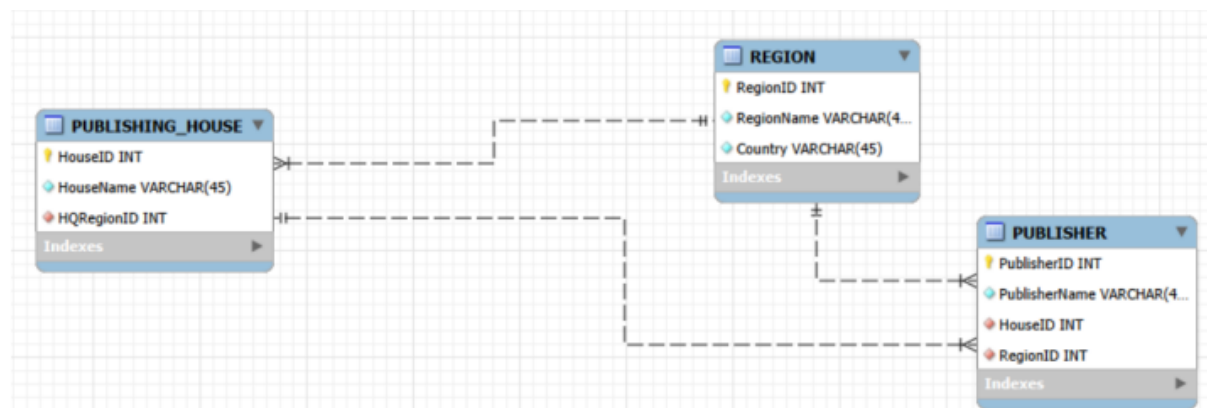 PUBLISHING_HOUSE
HouseID INT
HouseName VARCHAR(45)
HQRegionID INT
Indexes
REGION
RegionID INT
RegionName VARCHAR(4...
Country VARCHAR(45)
Indexes
PUBLISHER
PublisherID INT
PublisherName VARCHAR(4...
HouseID INT
RegionID INT
Indexes